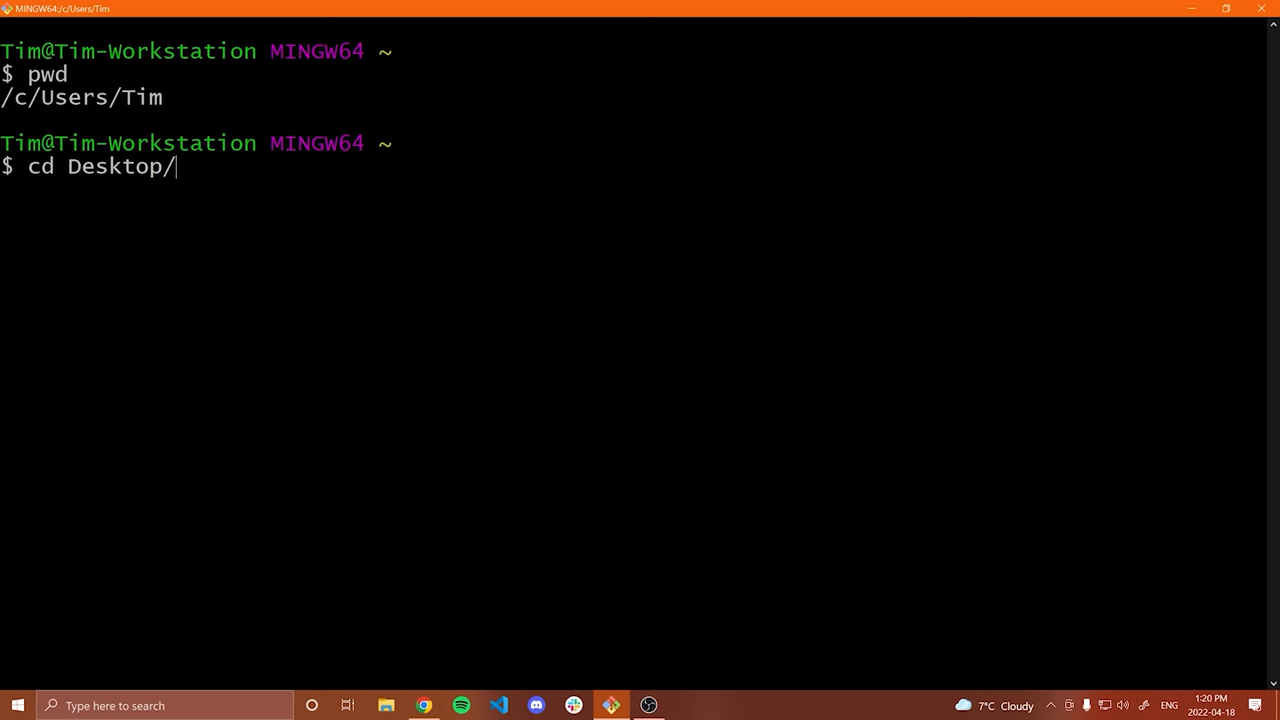 MINGW64:/c/Users/Tim
Tim@Tim-Workstation MINGW64 ~
$ pwd
/c/Users/Tim
Tim@Tim-Workstation MINGW64 ~
$ cd Desktop/
Type here to search
7°C Cloudy
ENG
1:20 PM
2022-04-18